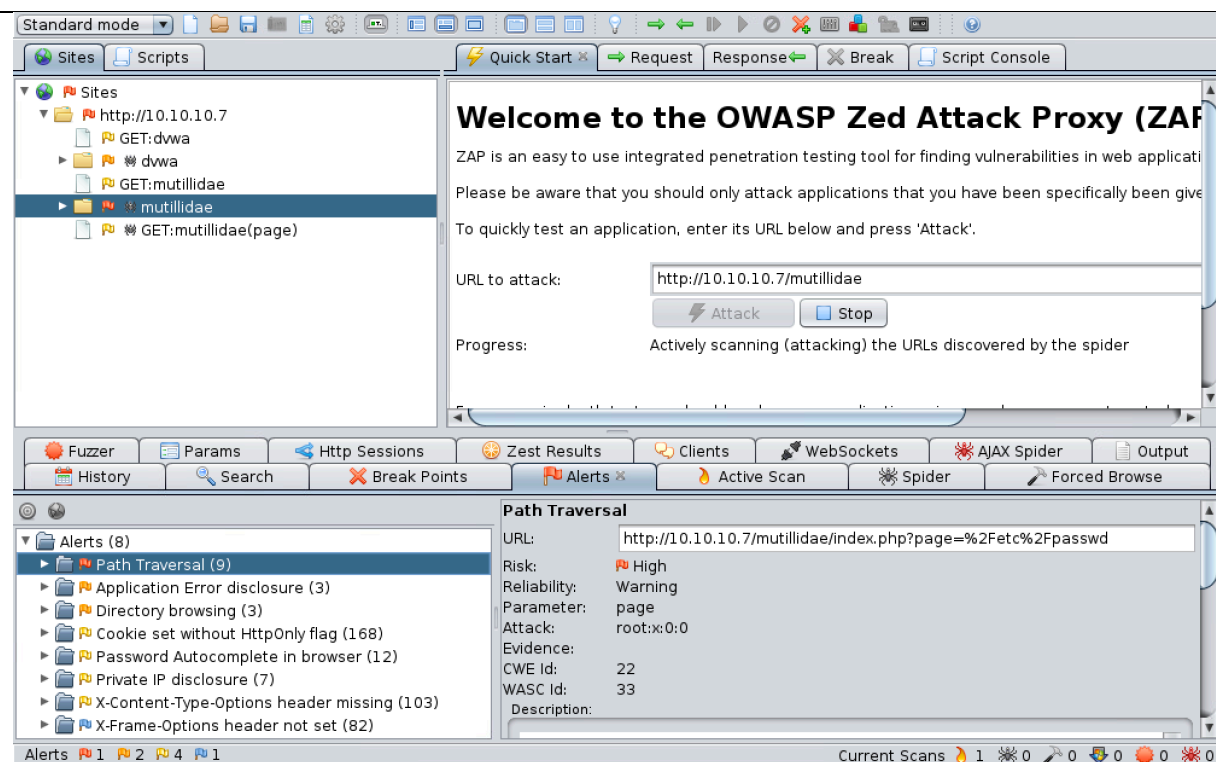 Standard mode
Sites Scripts
Quick Start Request Response Break Script Console
Sites
http://10.10.10.7
GET:dvwa
dvwa
GET:mutillidae
mutillidae
GET:mutillidae(page)
Welcome to the OWASP Zed Attack Proxy (ZAP
ZAP is an easy to use integrated penetration testing tool for finding vulnerabilities in web applicati
Please be aware that you should only attack applications that you have been specifically been give
To quickly test an application, enter its URL below and press 'Attack'.
URL to attack: http://10.10.10.7/mutillidae
Attack Stop
Progress: Actively scanning (attacking) the URLs discovered by the spider
Fuzzer Params Http Sessions Zest Results Clients WebSockets AJAX Spider Output
History Search Break Points Alerts Active Scan Spider Forced Browse
Alerts (8)
Path Traversal (9)
Application Error disclosure (3)
Directory browsing (3)
Cookie set without HttpOnly flag (168)
Password Autocomplete in browser (12)
Private IP disclosure (7)
X-Content-Type-Options header missing (103)
X-Frame-Options header not set (82)
Path Traversal
URL: http://10.10.10.7/mutillidae/index.php?page=%2Fetc%2Fpasswd
Risk: High
Reliability: Warning
Parameter: page
Attack: root:x:0:0
Evidence:
CWE Id: 22
WASC Id: 33
Description:
Alerts 1 2 4 1
Current Scans 1 0 0 0 0 0